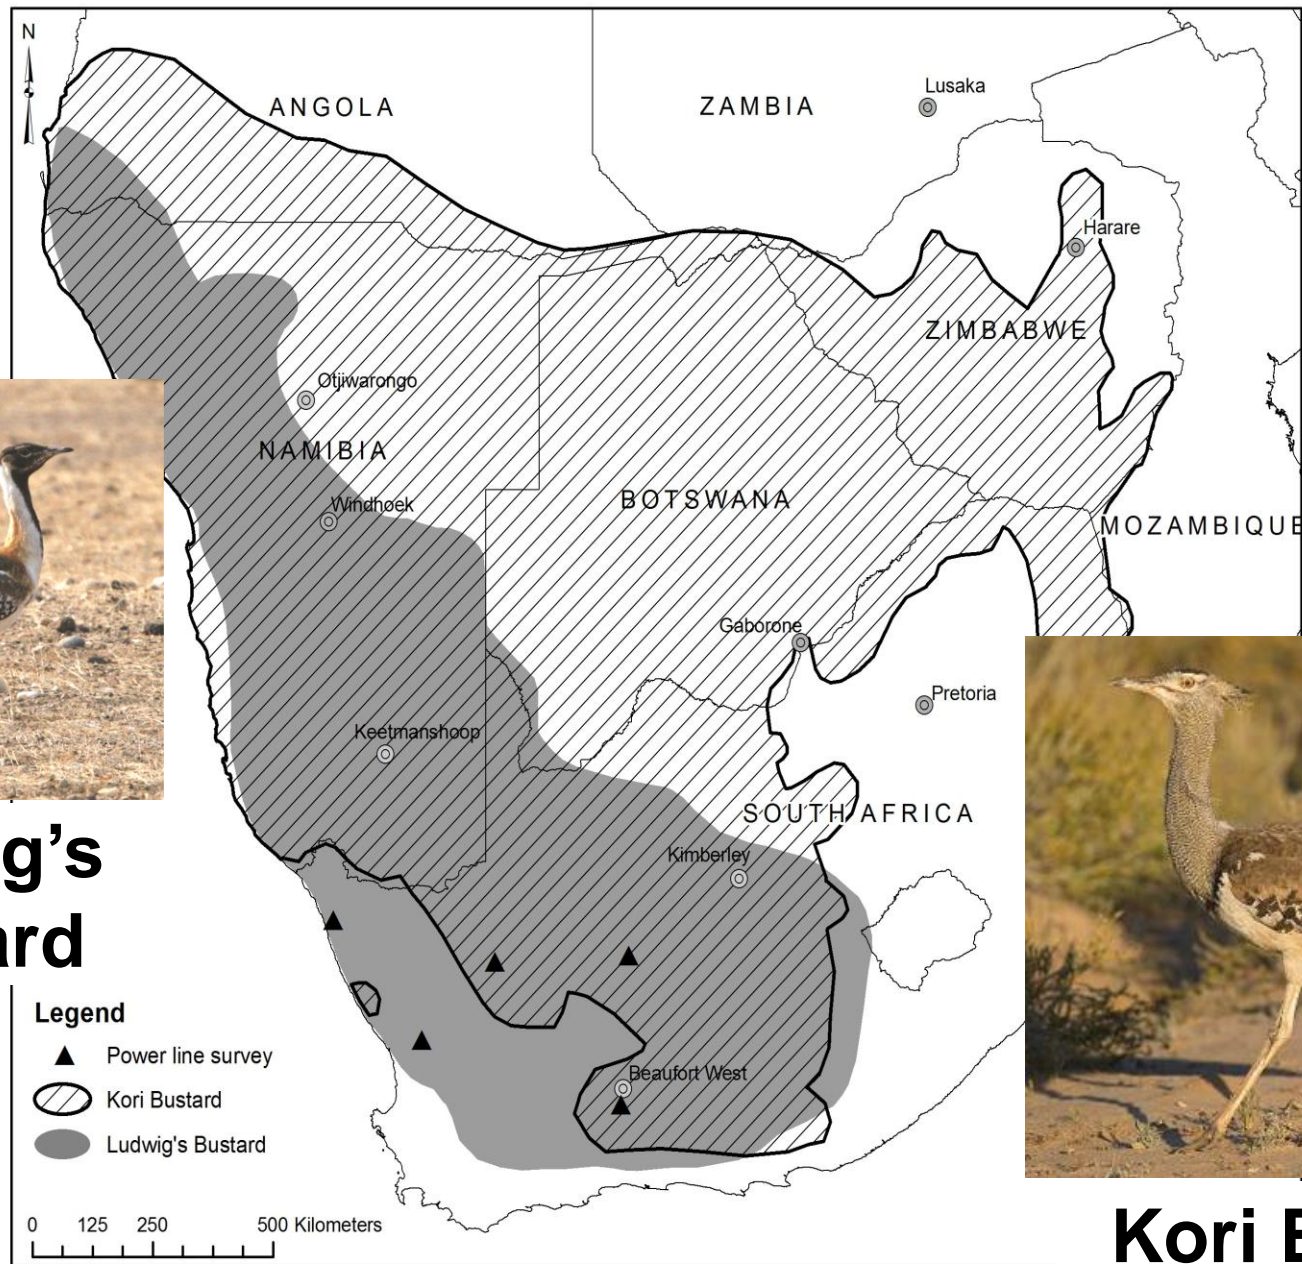 N
ANGOLA
ZAMBIA
Lusaka
Harare
ZIMBABWE
Otjiwarongo
NAMIBIA
BOTSWANA
Windhoek
MOZAMBIQUE
Gaborone
Pretoria
Keetmanshoop
SOUTH AFRICA
Kimberley
g's
ard
Legend
Power line survey
Kori Bustard
Ludwig's Bustard
Beaufort West
0 125 250 500 Kilometers
Kori